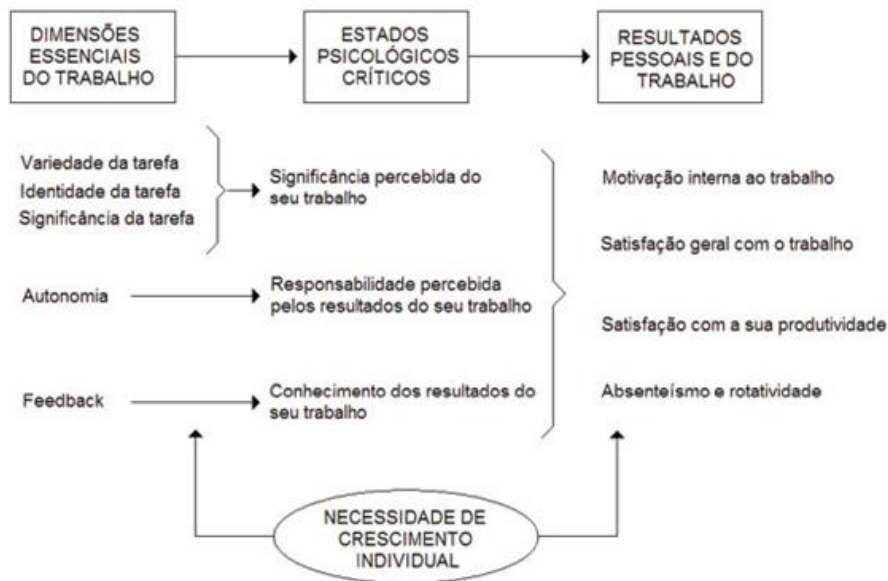 DIMENSÕES
ESSENCIAIS
DO TRABALHO
ESTADOS
PSICOLÓGICOS
CRÍTICOS
RESULTADOS
PESSOAIS E DO
TRABALHO
Variedade da tarefa
Identidade da tarefa
Significância da tarefa
Significância percebida do
seu trabalho
Motivação interna ao trabalho
Satisfação geral com o trabalho
Autonomia
Responsabilidade percebida
pelos resultados do seu trabalho
Satisfação com a sua produtividade
Feedback
Conhecimento dos resultados do
seu trabalho
Absenteísmo e rotatividade
NECESSIDADE DE
CRESCIMENTO
INDIVIDUAL